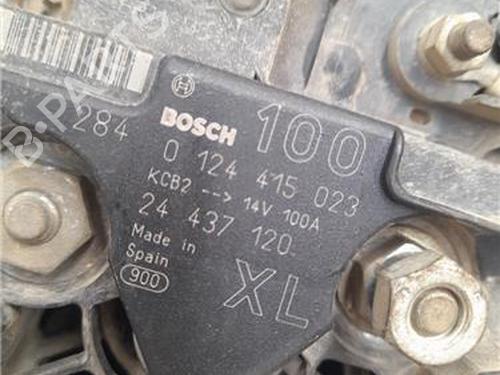 284 BOSCH 100
0 124 415 023
KCB2 --> 14V 100A
24 437 120
Made in
Spain
900
XL
B-PARTS